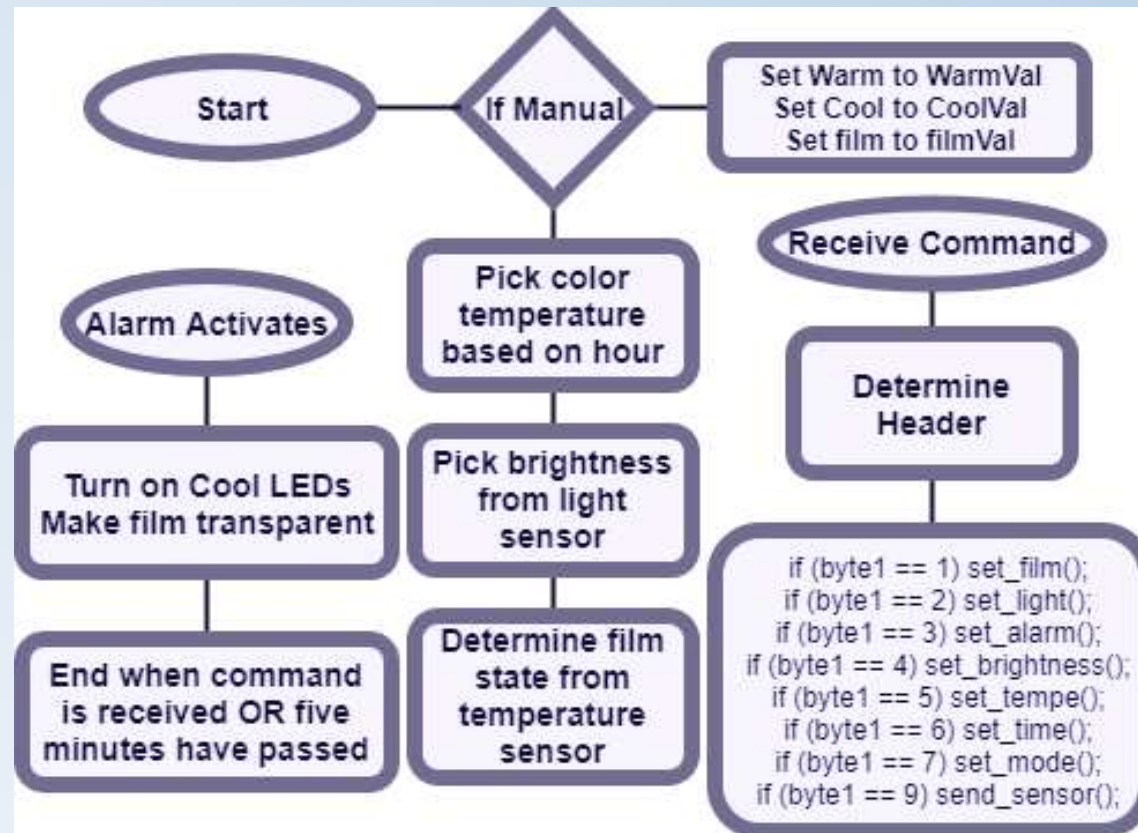 Start
If Manual
Set Warm to WarmVal
Set Cool to CoolVal
Set film to filmVal
Pick color
temperature
based on hour
Pick brightness
from light
sensor
Determine film
state from
temperature
sensor
Alarm Activates
Turn on Cool LEDs
Make film transparent
End when command
is received OR five
minutes have passed
Receive Command
Determine
Header
if (byte1 == 1) set_film();
if (byte1 == 2) set_light();
if (byte1 == 3) set_alarm();
if (byte1 == 4) set_brightness();
if (byte1 == 5) set_tempe();
if (byte1 == 6) set_time();
if (byte1 == 7) set_mode();
if (byte1 == 9) send_sensor();